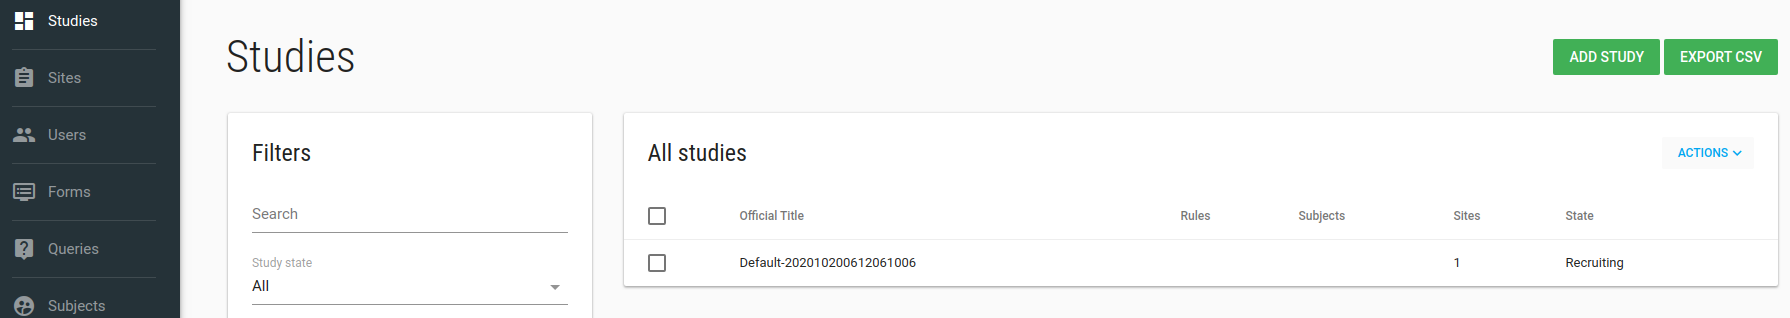 Studies
Sites
Users
Forms
Queries
Subjects
Studies
ADD STUDY
EXPORT CSV
Filters
Search
Study state
All
All studies
ACTIONS
Official Title Rules Subjects Sites State
Default-202010200612061006 1 Recruiting